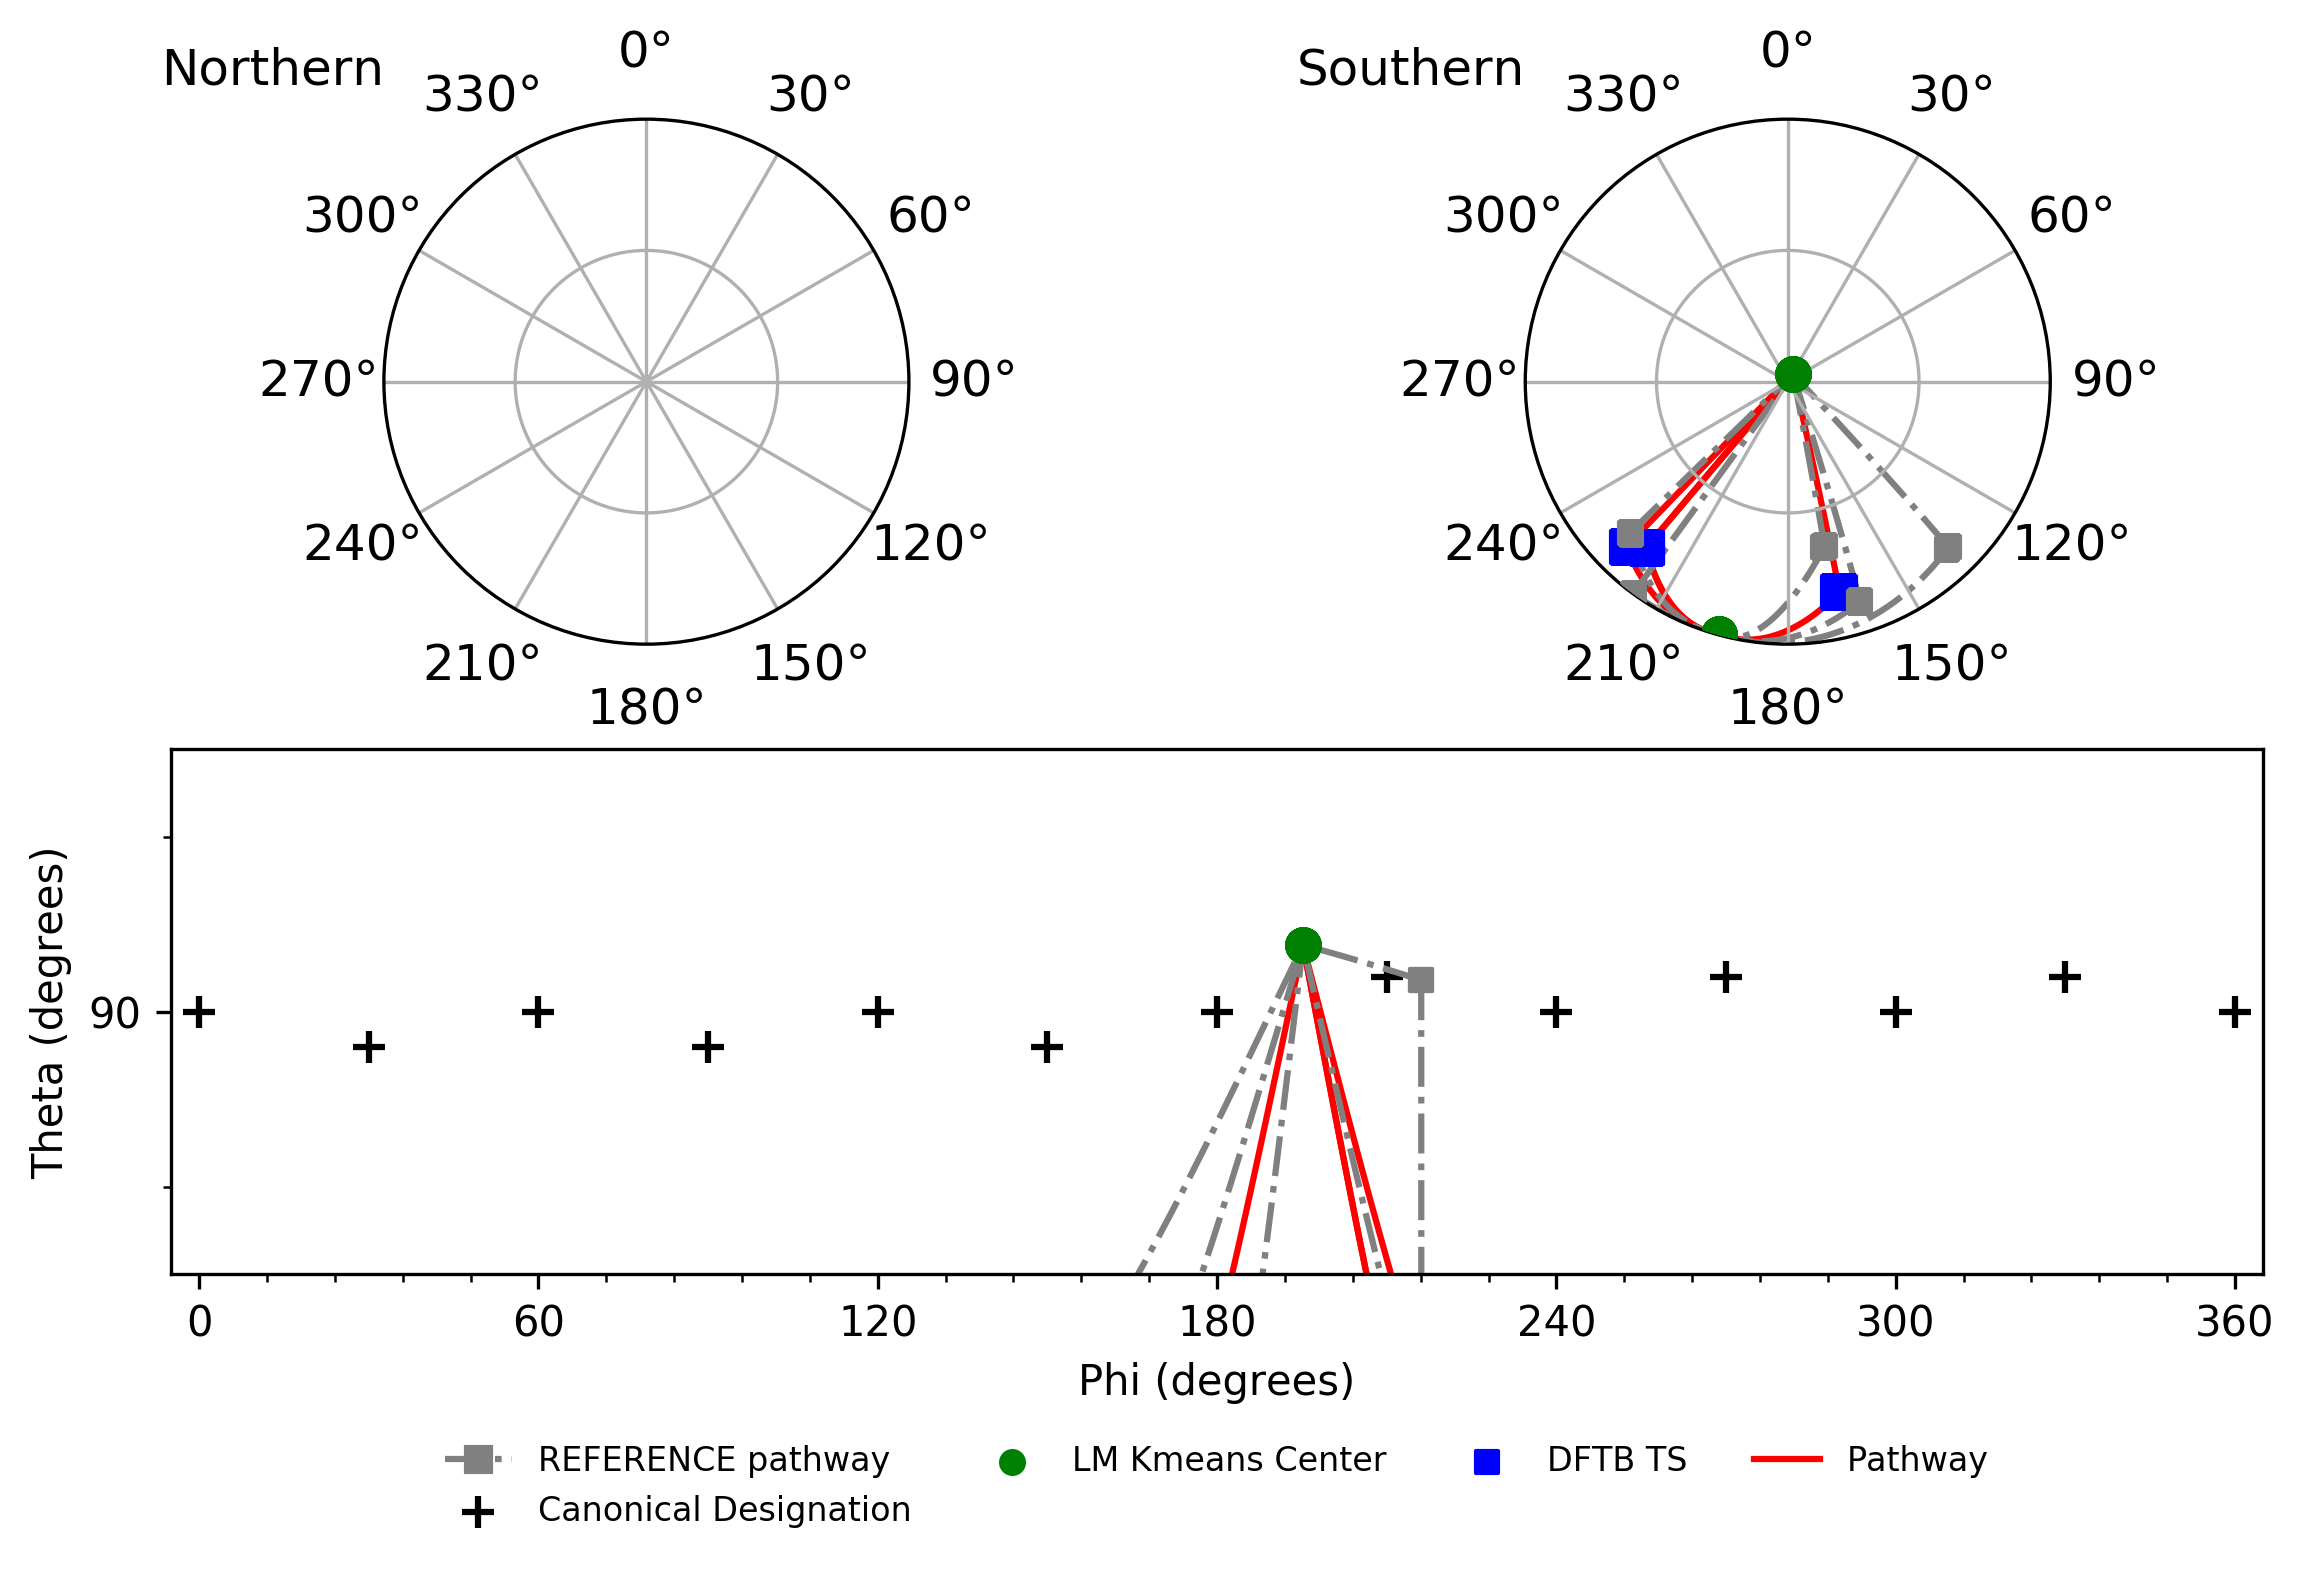 Northern
0°
330° 30°
300° 60°
270° 90°
240° 120°
210° 150°
180°
Southern
0°
330° 30°
300° 60°
270° 90°
240° 120°
210° 150°
180°
Theta (degrees)
90
0 60 120 180 240 300 360
Phi (degrees)
REFERENCE pathway
Canonical Designation
LM Kmeans Center
DFTB TS
Pathway